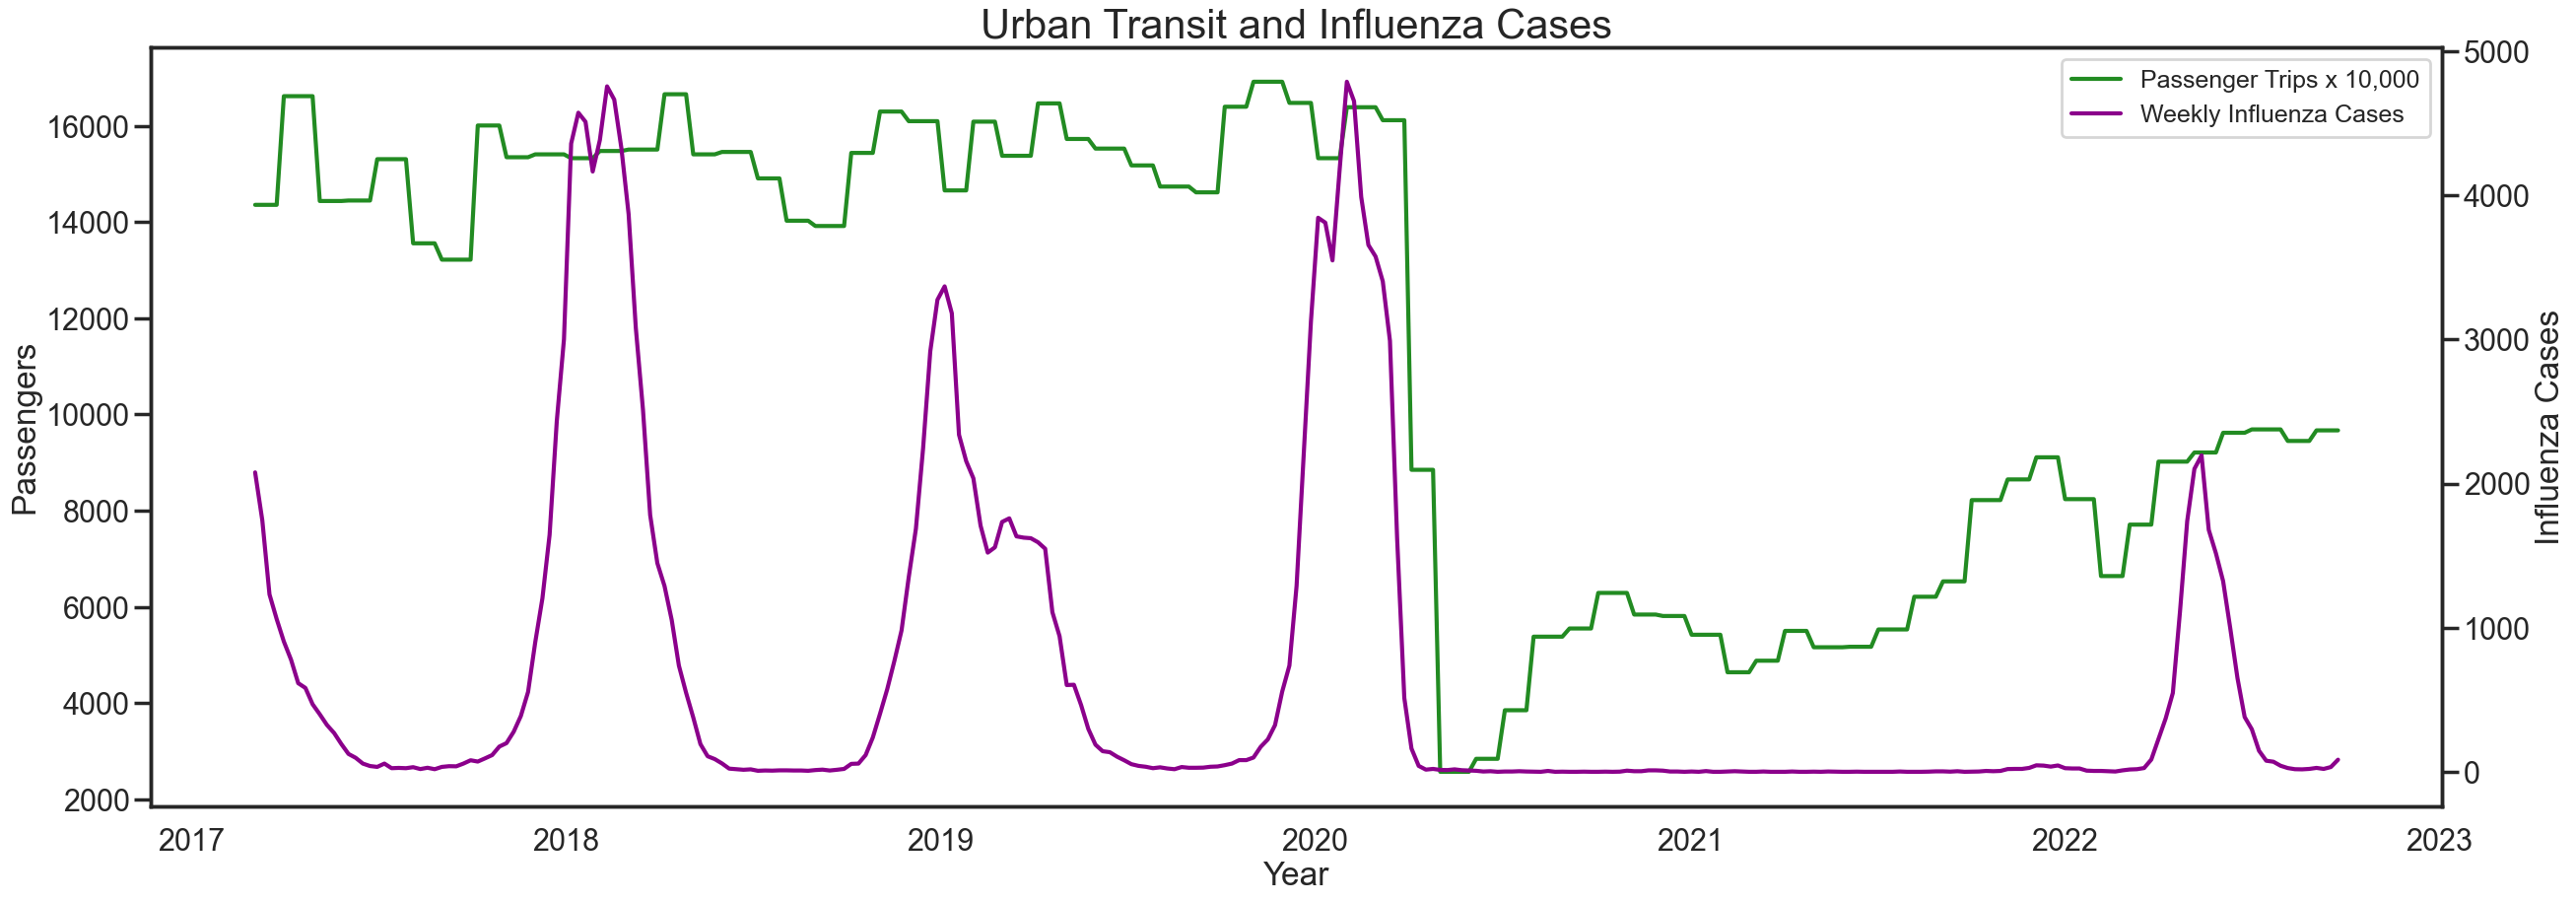 Urban Transit and Influenza Cases
Passenger Trips x 10,000
Weekly Influenza Cases
Passengers
16000
14000
12000
10000
8000
6000
4000
2000
5000
4000
3000
2000
1000
0
Influenza Cases
2017 2018 2019 2020 2021 2022 2023
Year